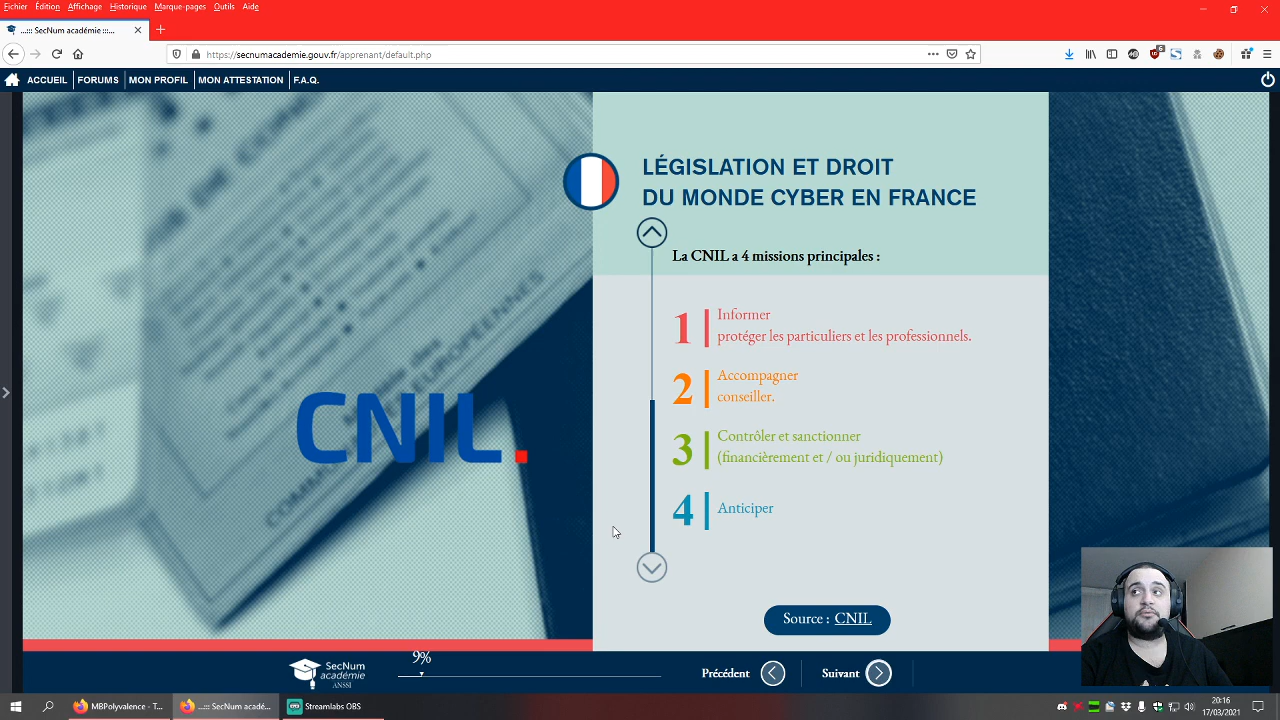 Fichier Édition Affichage Historique Marque-pages Outils Aide
...:: SecNum académie :::...
https://secnumacademie.gouv.fr/apprenant/default.php
ACCUEIL FORUMS MON PROFIL MON ATTESTATION F.A.Q.
LÉGISLATION ET DROIT
DU MONDE CYBER EN FRANCE
La CNIL a 4 missions principales :
1 Informer
protéger les particuliers et les professionnels.
2 Accompagner
conseiller.
3 Contrôler et sanctionner
(financièrement et / ou juridiquement)
4 Anticiper
EUROPEENNES
CNIL.
Source : CNIL
9%
SecNum
académie
ANSSI
Précédent
Suivant
MBPolyvalence - T...
...:: SecNum acadé...
Streamlabs OBS
20:16
17/03/2021